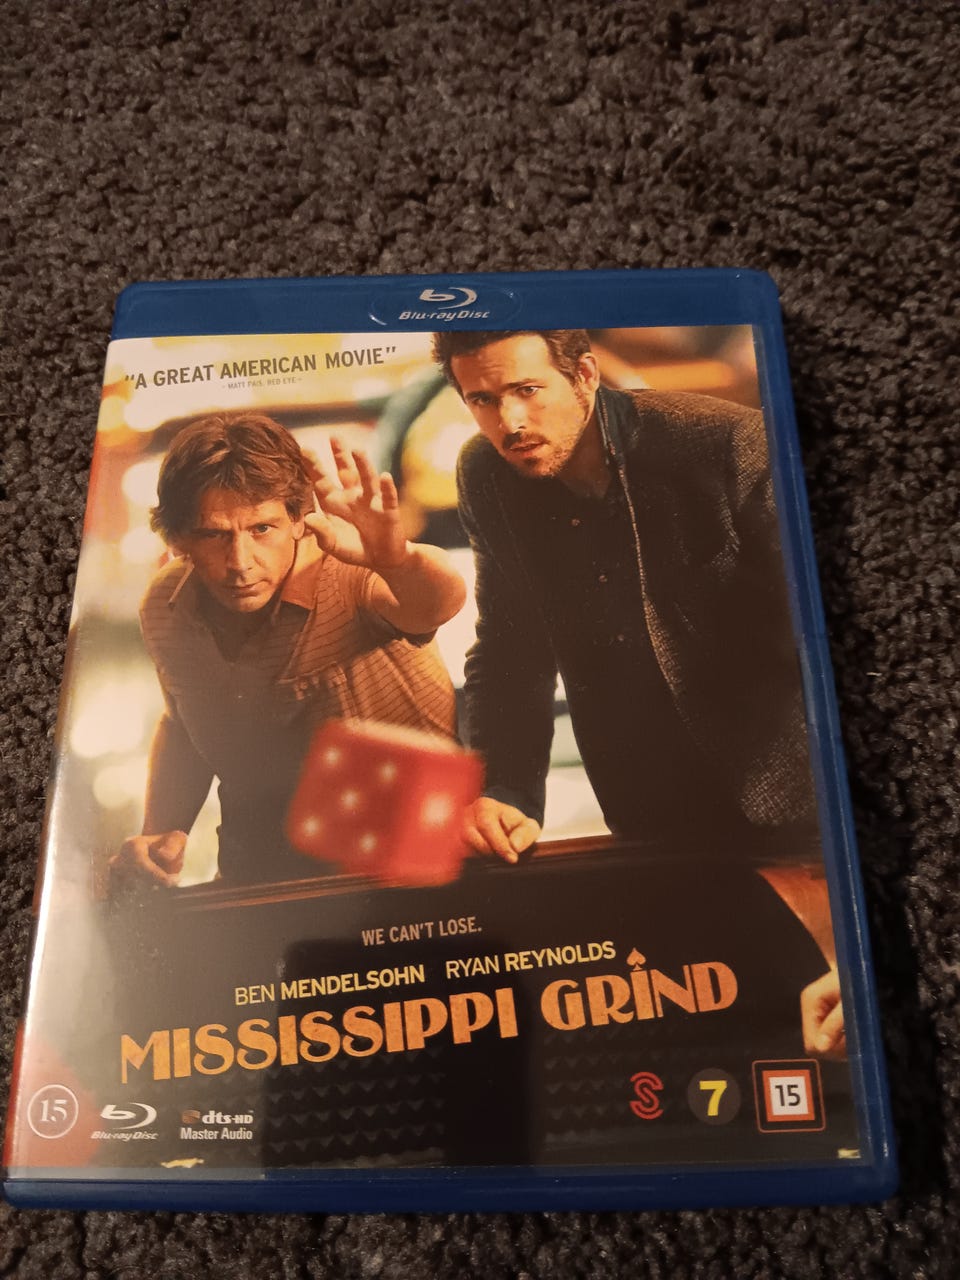 Blu-ray Disc
"A GREAT AMERICAN MOVIE"
- MATT PAIS, RED EYE -
WE CAN'T LOSE.
BEN MENDELSOHN RYAN REYNOLDS
MISSISSIPPI GRIND
15
Blu-ray Disc
dts-HD
Master Audio
S
7
15